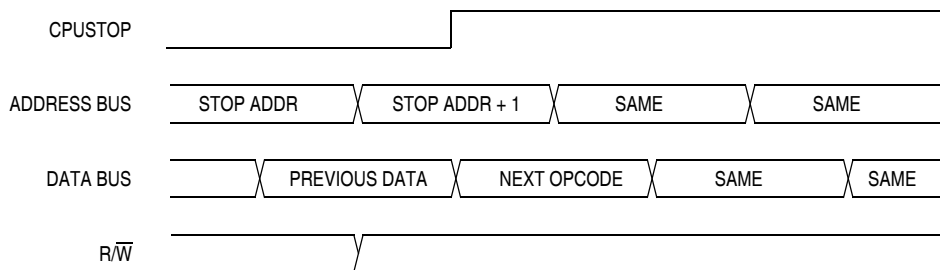 CPUSTOP
ADDRESS BUS STOP ADDR STOP ADDR + 1 SAME SAME
DATA BUS PREVIOUS DATA NEXT OPCODE SAME SAME
R/W̅